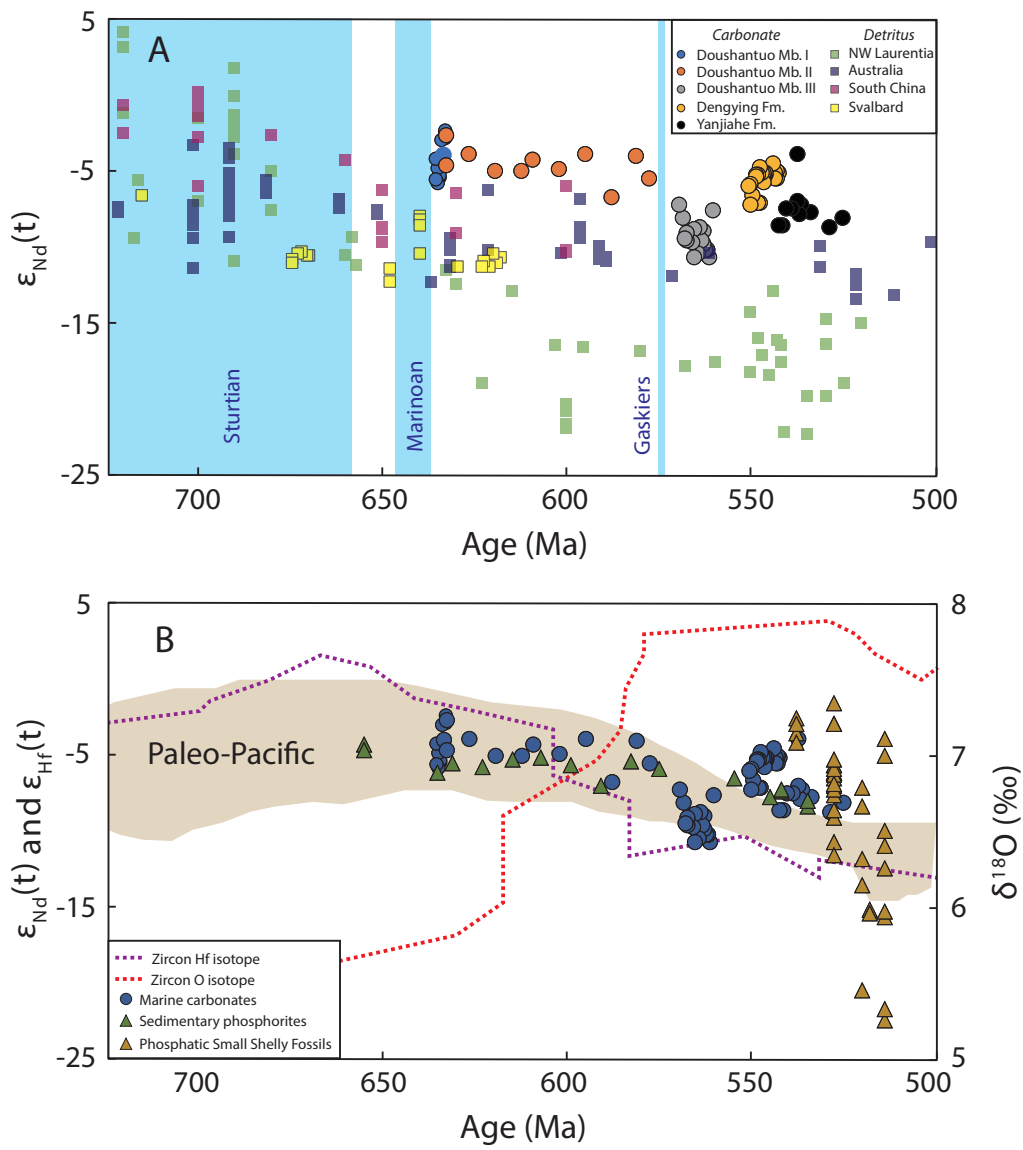 5
A
Carbonate
Detritus
Doushantuo Mb. I
Doushantuo Mb. II
Doushantuo Mb. III
Dengying Fm.
Yanjiahe Fm.
NW Laurentia
Australia
South China
Svalbard
-5
-15
-25
εNd(t)
Sturtian
Marinoan
Gaskiers
700
650
600
550
500
Age (Ma)
5
B
8
Paleo-Pacific
-5
7
-15
6
-25
5
εNd(t) and εHf(t)
δ18O (‰)
Zircon Hf isotope
Zircon O isotope
Marine carbonates
Sedimentary phosphorites
Phosphatic Small Shelly Fossils
700
650
600
550
500
Age (Ma)